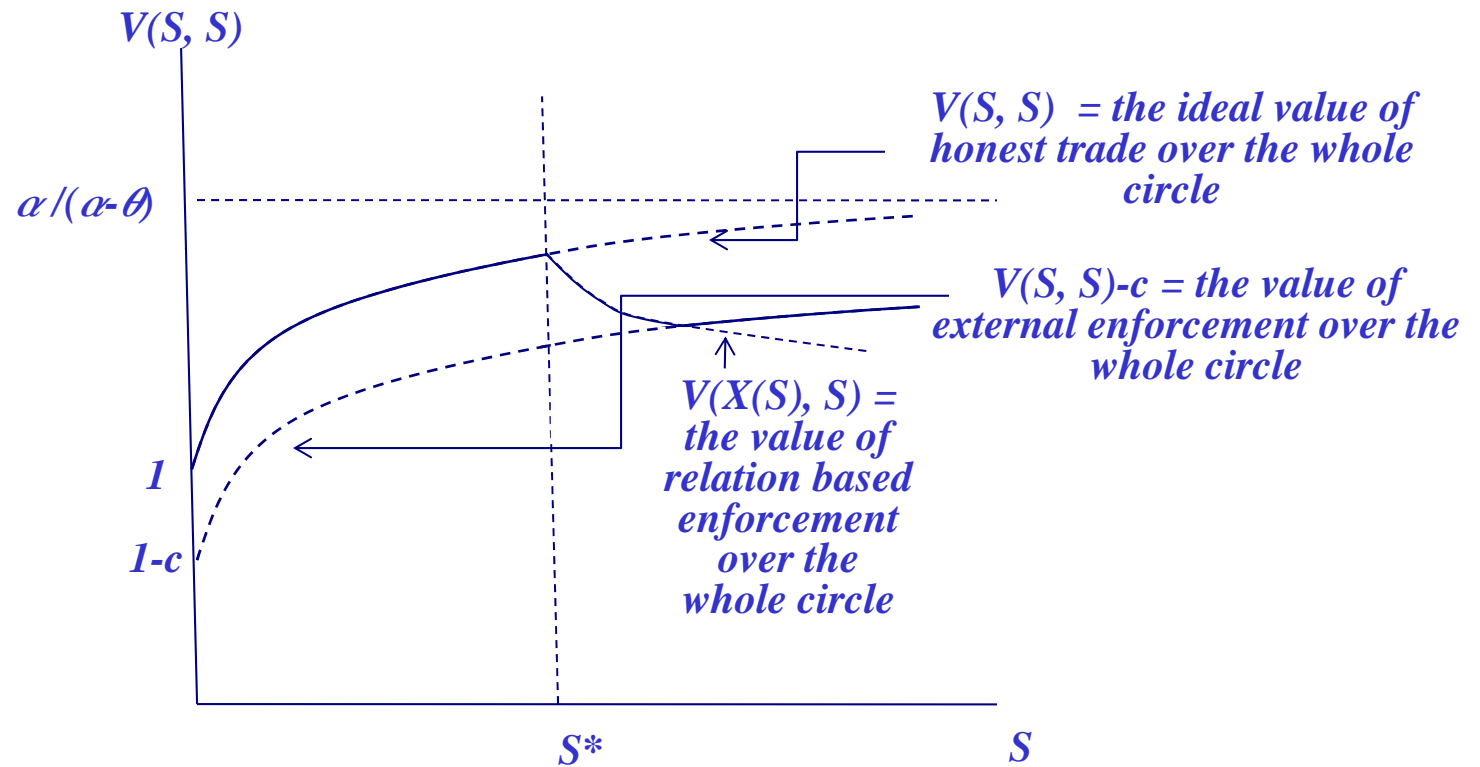 V(S, S)
V(S, S) = the ideal value of
honest trade over the whole
circle
α /(α-θ)
V(S, S)-c = the value of
external enforcement over the
whole circle
V(X(S), S) =
the value of
relation based
enforcement
over the
whole circle
1
1-c
S*
S